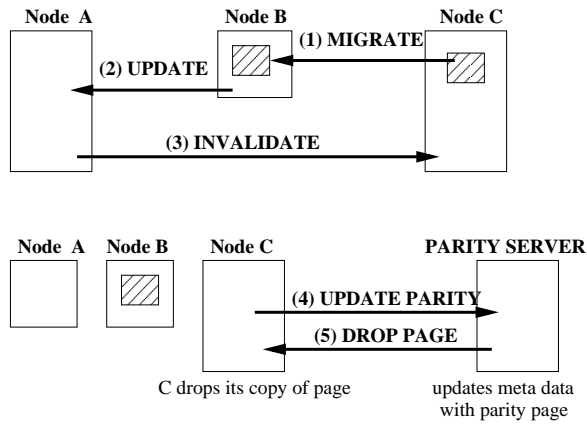 Node A
Node B
Node C
(1) MIGRATE
(2) UPDATE
(3) INVALIDATE
Node A
Node B
Node C
PARITY SERVER
(4) UPDATE PARITY
(5) DROP PAGE
C drops its copy of page
updates meta data
with parity page